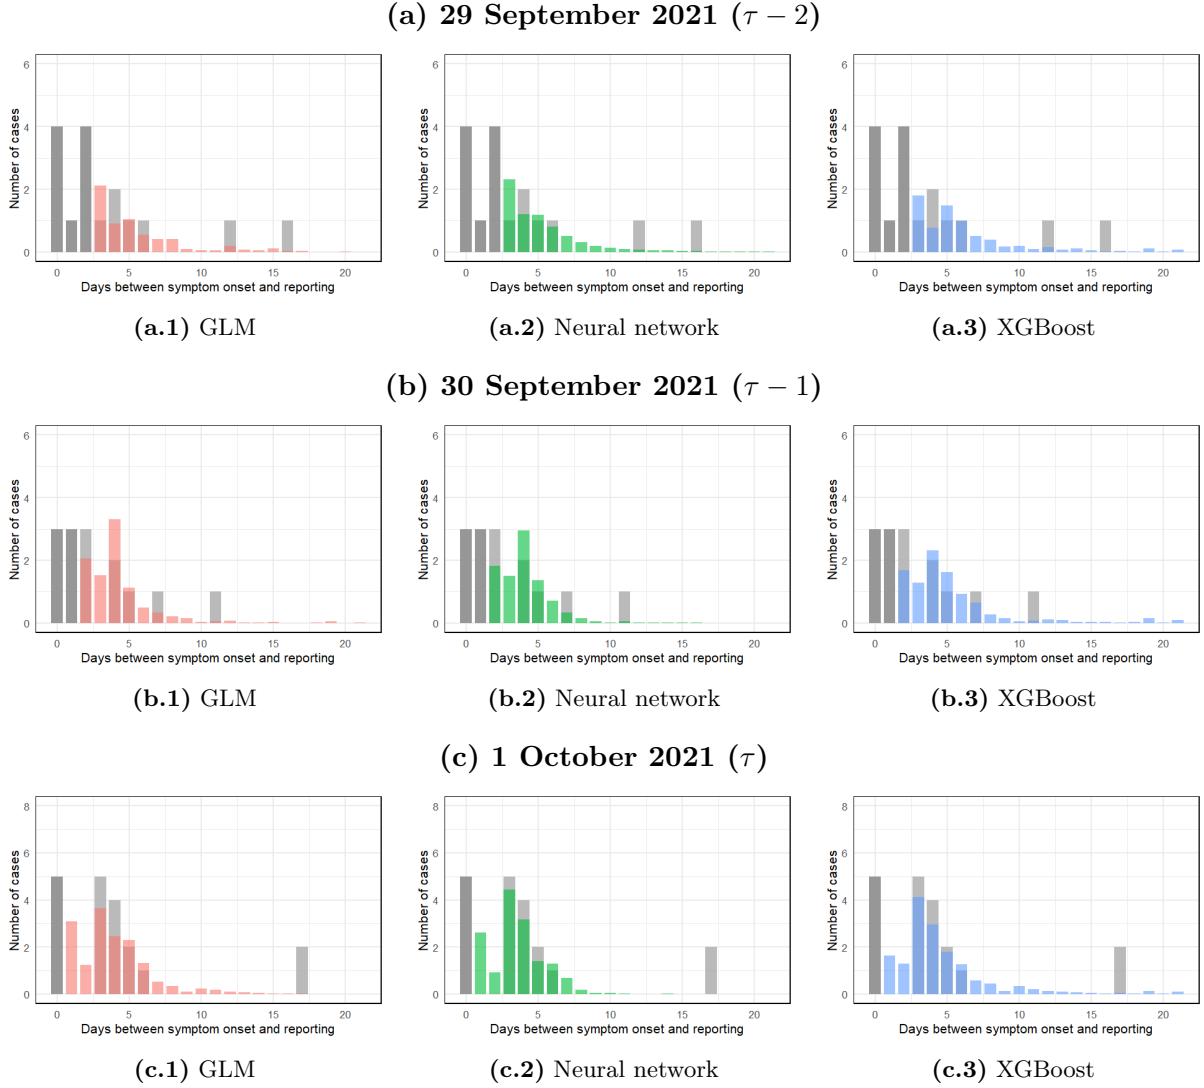 (a) 29 September 2021 (τ − 2)
6
4
2
0
Number of cases
0 5 10 15 20
Days between symptom onset and reporting
(a.1) GLM
6
4
2
0
Number of cases
0 5 10 15 20
Days between symptom onset and reporting
(a.2) Neural network
6
4
2
0
Number of cases
0 5 10 15 20
Days between symptom onset and reporting
(a.3) XGBoost
(b) 30 September 2021 (τ − 1)
6
4
2
0
Number of cases
0 5 10 15 20
Days between symptom onset and reporting
(b.1) GLM
6
4
2
0
Number of cases
0 5 10 15 20
Days between symptom onset and reporting
(b.2) Neural network
6
4
2
0
Number of cases
0 5 10 15 20
Days between symptom onset and reporting
(b.3) XGBoost
(c) 1 October 2021 (τ)
8
6
4
2
0
Number of cases
0 5 10 15 20
Days between symptom onset and reporting
(c.1) GLM
8
6
4
2
0
Number of cases
0 5 10 15 20
Days between symptom onset and reporting
(c.2) Neural network
8
6
4
2
0
Number of cases
0 5 10 15 20
Days between symptom onset and reporting
(c.3) XGBoost